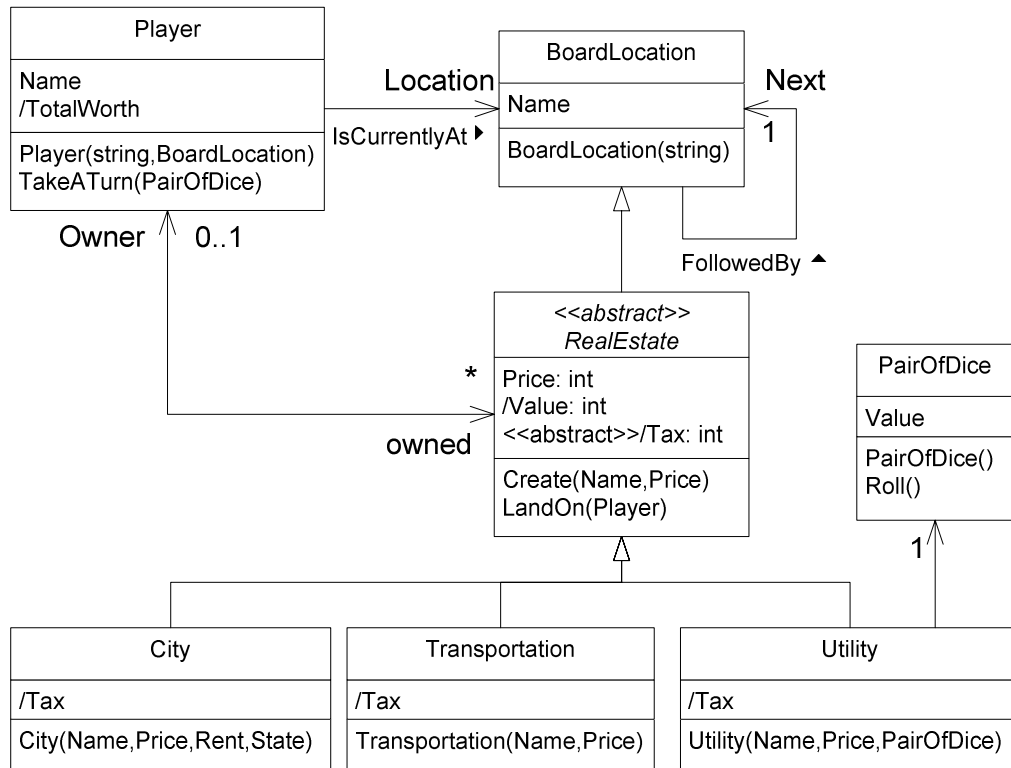 Player
Name
/TotalWorth
Player(string,BoardLocation)
TakeATurn(PairOfDice)
Location
IsCurrentlyAt
BoardLocation
Name
BoardLocation(string)
Next
1
FollowedBy
Owner
0..1
*
owned
<<abstract>>
RealEstate
Price: int
/Value: int
<<abstract>>/Tax: int
Create(Name,Price)
LandOn(Player)
PairOfDice
Value
PairOfDice()
Roll()
1
City
/Tax
City(Name,Price,Rent,State)
Transportation
/Tax
Transportation(Name,Price)
Utility
/Tax
Utility(Name,Price,PairOfDice)